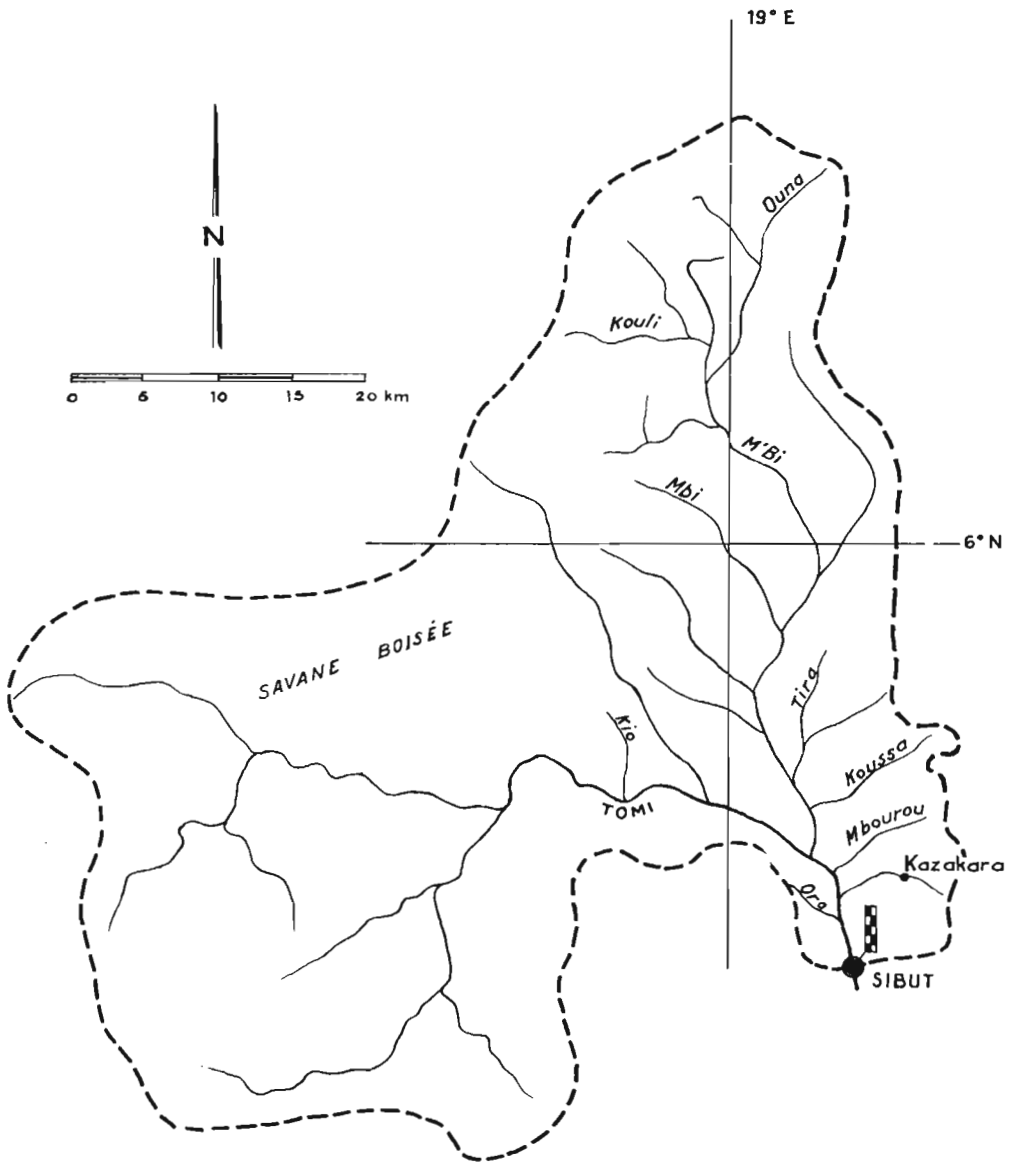 19° E
N
0 5 10 15 20 km
Ouna
Kouli
M'Bi
Mbi
6° N
SAVANE BOISÉE
Tira
Kio
Koussa
TOMI
Mbourou
Kazakara
Ora
SIBUT